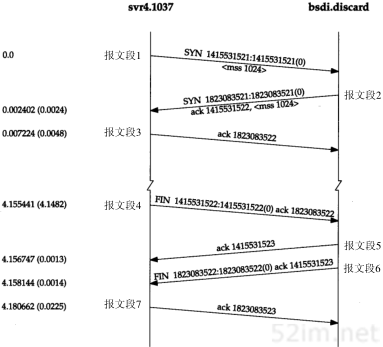 svr4.1037 bsdi.discard
0.0 报文段1 SYN 1415531521:1415531521(0)
<mss 1024>
报文段2
SYN 1823083521:1823083521(0)
0.002402 (0.0024) ack 1415531522, <mss 1024>
0.007224 (0.0048) 报文段3 ack 1823083522
4.155441 (4.1482) 报文段4 FIN 1415531522:1415531522(0) ack 1823083522
ack 1415531523 报文段5
4.156747 (0.0013)
FIN 1823083522:1823083522(0) ack 1415531523 报文段6
4.158144 (0.0014)
4.180662 (0.0225) 报文段7 ack 1823083523
52im.net